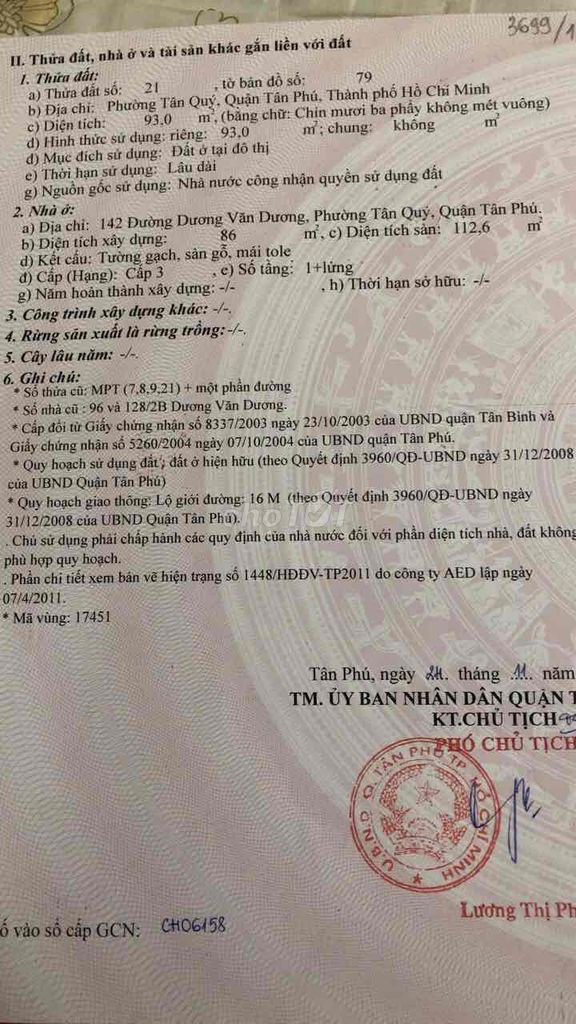 3699/1
II. Thửa đất, nhà ở và tài sản khác gắn liền với đất
1. Thửa đất:
a) Thửa đất số: 21 , tờ bản đồ số: 79
b) Địa chỉ: Phường Tân Quý, Quận Tân Phú, Thành phố Hồ Chí Minh
c) Diện tích: 93,0 m², (bằng chữ: Chín mươi ba phẩy không mét vuông)
d) Hình thức sử dụng: riêng: 93,0 m²; chung: không m²
đ) Mục đích sử dụng: Đất ở tại đô thị
e) Thời hạn sử dụng: Lâu dài
g) Nguồn gốc sử dụng: Nhà nước công nhận quyền sử dụng đất
2. Nhà ở:
a) Địa chỉ: 142 Đường Dương Văn Dương, Phường Tân Quý, Quận Tân Phú.
b) Diện tích xây dựng: 86 m², c) Diện tích sàn: 112,6 m²
d) Kết cấu: Tường gạch, sàn gỗ, mái tole
đ) Cấp (Hạng): Cấp 3 , e) Số tầng: 1+lửng
g) Năm hoàn thành xây dựng: -/- , h) Thời hạn sở hữu: -/-
3. Công trình xây dựng khác: -/-.
4. Rừng sản xuất là rừng trồng: -/-.
5. Cây lâu năm: -/-.
6. Ghi chú:
* Số thửa cũ: MPT (7,8,9,21) + một phần đường
* Số nhà cũ : 96 và 128/2B Dương Văn Dương.
* Cấp đổi từ Giấy chứng nhận số 8337/2003 ngày 23/10/2003 của UBND quận Tân Bình và
Giấy chứng nhận số 5260/2004 ngày 07/10/2004 của UBND quận Tân Phú.
* Quy hoạch sử dụng đất ; đất ở hiện hữu (theo Quyết định 3960/QĐ-UBND ngày 31/12/2008
của UBND Quận Tân Phú)
* Quy hoạch giao thông: Lộ giới đường: 16 M (theo Quyết định 3960/QĐ-UBND ngày
31/12/2008 của UBND Quận Tân Phú).
. Chủ sử dụng phải chấp hành các quy định của nhà nước đối với phần diện tích nhà, đất không
phù hợp quy hoạch.
. Phần chi tiết xem bản vẽ hiện trạng số 1448/HĐĐV-TP2011 do công ty AED lập ngày
07/4/2011.
* Mã vùng: 17451
Tân Phú, ngày 24. tháng .11. năm
TM. ỦY BAN NHÂN DÂN QUẬN T
KT.CHỦ TỊCH
PHÓ CHỦ TỊCH
U.B.N.D Q.TÂN PHÚ TP. HỒ CHÍ MINH
Lương Thị Ph
ố vào sổ cấp GCN: CH06158